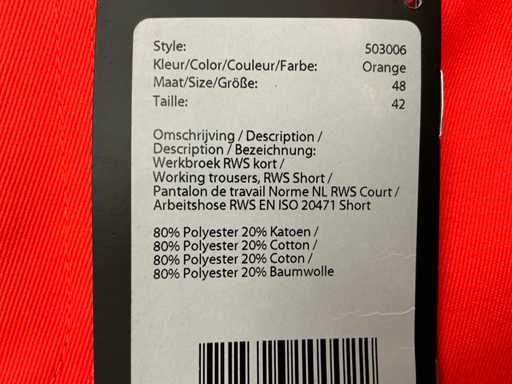 Style: 503006
Kleur/Color/Couleur/Farbe: Orange
Maat/Size/Größe: 48
Taille: 42
Omschrijving / Description /
Description / Bezeichnung:
Werkbroek RWS kort /
Working trousers, RWS Short /
Pantalon de travail Norme NL RWS Court /
Arbeitshose RWS EN ISO 20471 Short
80% Polyester 20% Katoen /
80% Polyester 20% Cotton /
80% Polyester 20% Coton /
80% Polyester 20% Baumwolle